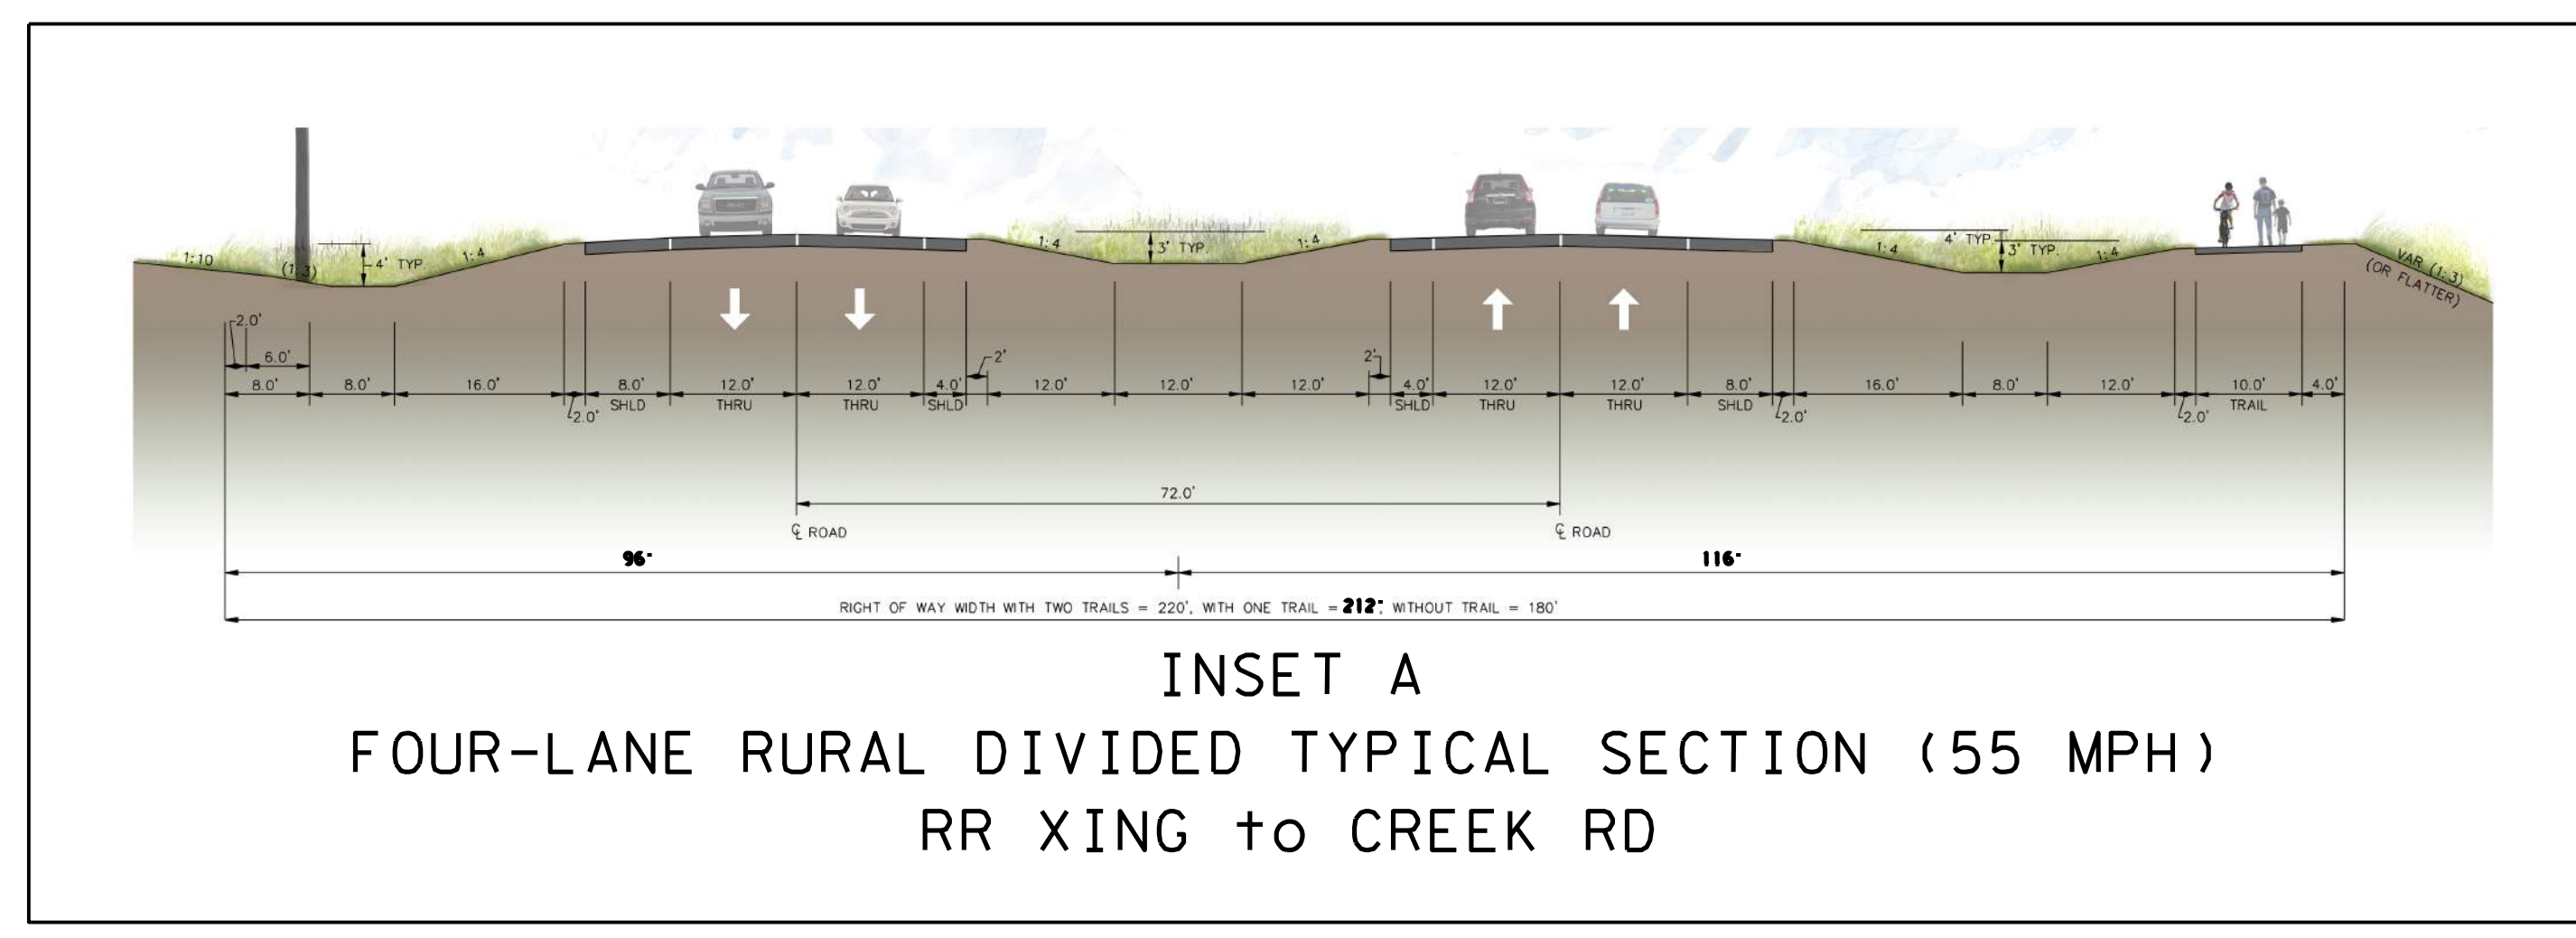 1:10
(1:3)
4' TYP.
1:4
1:4
3' TYP.
1:4
1:4
4' TYP.
3' TYP.
1:4
VAR (1:3)
(OR FLATTER)
2.0'
6.0'
2'
2'
8.0' 8.0' 16.0' 8.0' 12.0' 12.0' 4.0' 12.0' 12.0' 12.0' 4.0' 12.0' 12.0' 8.0' 16.0' 8.0' 12.0' 10.0' 4.0'
SHLD THRU THRU SHLD SHLD THRU THRU SHLD TRAIL
2.0' 2.0' 2.0'
72.0'
℄ ROAD ℄ ROAD
96' 116'
RIGHT OF WAY WIDTH WITH TWO TRAILS = 220', WITH ONE TRAIL = 212', WITHOUT TRAIL = 180'
INSET A
FOUR-LANE RURAL DIVIDED TYPICAL SECTION (55 MPH)
RR XING to CREEK RD